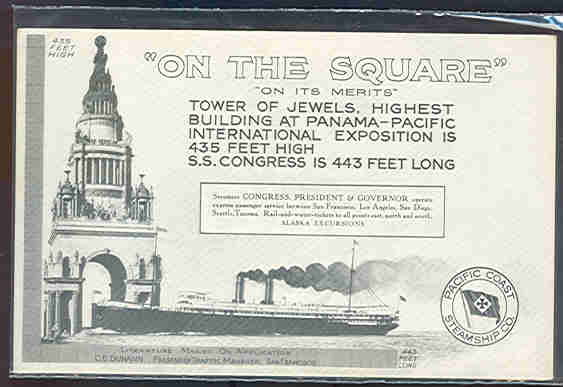 435
FEET
HIGH
"ON THE SQUARE"
"ON ITS MERITS"
TOWER OF JEWELS, HIGHEST
BUILDING AT PANAMA-PACIFIC
INTERNATIONAL EXPOSITION IS
435 FEET HIGH
S.S. CONGRESS IS 443 FEET LONG
Steamers CONGRESS, PRESIDENT & GOVERNOR operate
express passenger service between San Francisco, Los Angeles, San Diego,
Seattle, Tacoma. Rail-and-water-tickets to all points east, north and south.
ALASKA EXCURSIONS
PACIFIC COAST
STEAMSHIP CO.
LITERATURE MAILED ON APPLICATION
C.D. DUNANN, PASSENGER TRAFFIC MANAGER, SAN FRANCISCO
443
FEET
LONG